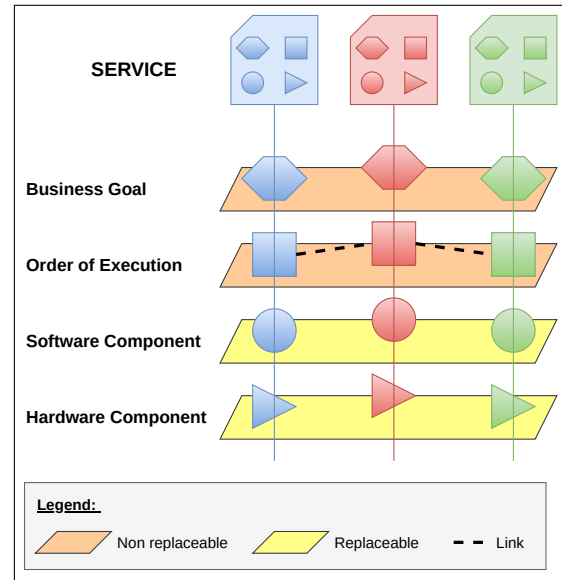 SERVICE
Business Goal
Order of Execution
Software Component
Hardware Component
Legend:
Non replaceable
Replaceable
Link